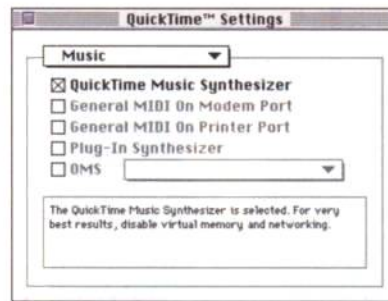 QuickTime™ Settings
Music
QuickTime Music Synthesizer
General MIDI On Modem Port
General MIDI On Printer Port
Plug-In Synthesizer
OMS
The QuickTime Music Synthesizer is selected. For very
best results, disable virtual memory and networking.